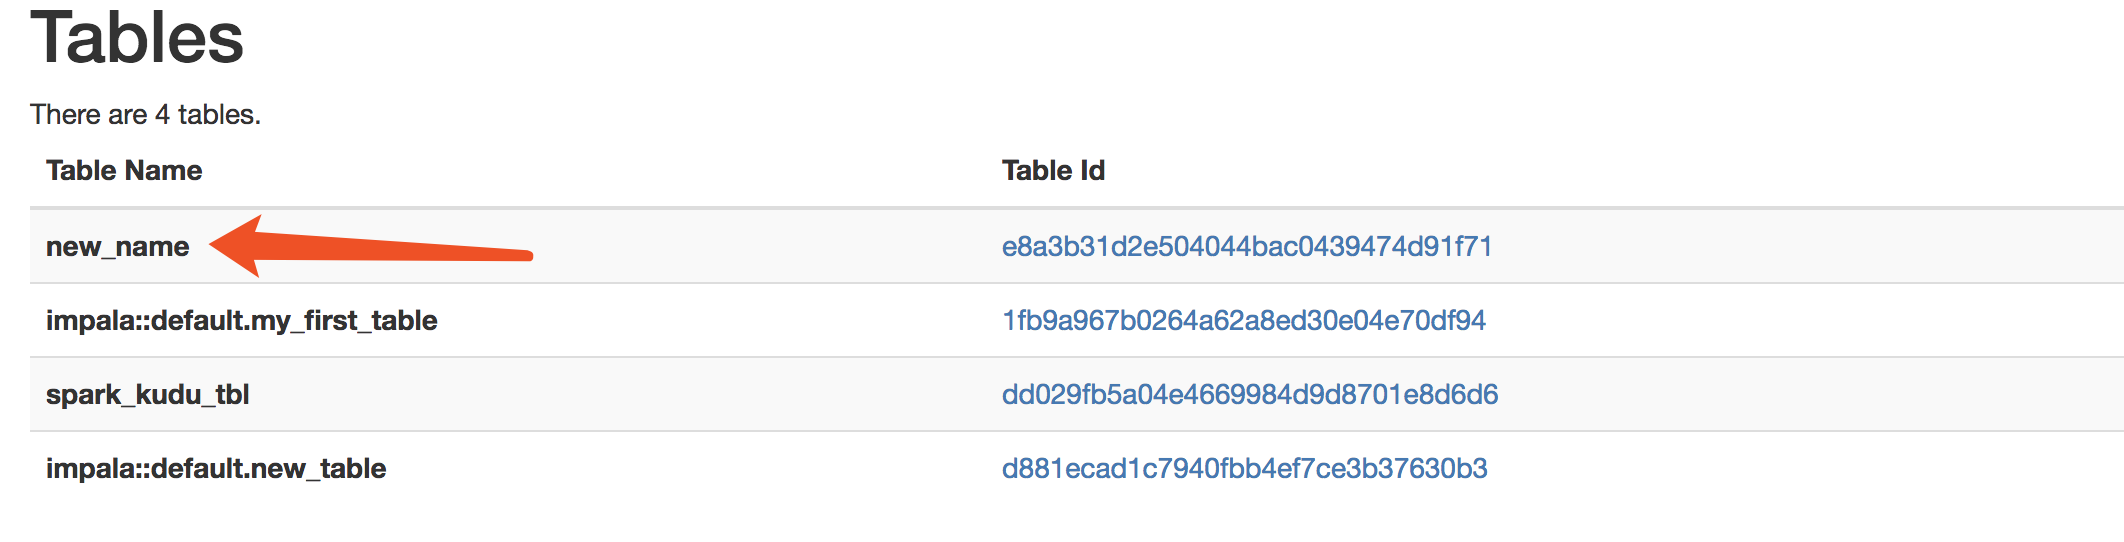 Tables
There are 4 tables.
Table Name Table Id
new_name e8a3b31d2e504044bac0439474d91f71
impala::default.my_first_table 1fb9a967b0264a62a8ed30e04e70df94
spark_kudu_tbl dd029fb5a04e4669984d9d8701e8d6d6
impala::default.new_table d881ecad1c7940fbb4ef7ce3b37630b3